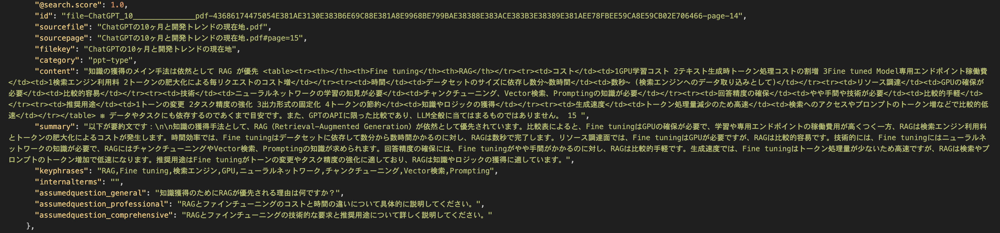 "@search.score": 1.0,
"id": "file-ChatGPT_10______________pdf-43686174475054E381AE3130E383B6E69C88E381A8E9968BE799BAE38388E383ACE383B3E38389E381AEE78FBEE59CA8E59CB02E706466-page-14",
"sourcefile": "ChatGPTの10ヶ月と開発トレンドの現在地.pdf",
"sourcepage": "ChatGPTの10ヶ月と開発トレンドの現在地.pdf#page=15",
"filekey": "ChatGPTの10ヶ月と開発トレンドの現在地",
"category": "ppt-type",
"content": "知識の獲得のメイン手法は依然として RAG が優先 <table><tr><th></th><th>Fine tuning</th><th>RAG</th></tr><tr><td>コスト</td><td>1GPU学習コスト 2テキスト生成時トークン処理コストの割増 3Fine tuned Model専用エンドポイント稼働費
</td><td>1検索エンジン利用料 2トークンの肥大化による毎リクエストのコスト増</td></tr><tr><td>時間</td><td>データセットのサイズに依存し数分~数時間</td><td>数秒~ (検索エンジンへのデータ取り込みとして)</td></tr><tr><td>リソース調達</td><td>GPUの確保が
必要</td><td>比較的容易</td></tr><tr><td>技術</td><td>ニューラルネットワークの学習の知見が必要</td><td>チャンクチューニング、Vector検索、Promptingの知識が必要</td></tr><tr><td>回答精度の確保</td><td>やや手間や技術が必要</td><td>比較的手軽</td>
</tr><tr><td>推奨用途</td><td>1トーンの変更 2タスク精度の強化 3出力形式の固定化 4トークンの節約</td><td>知識やロジックの獲得</td></tr><tr><td>生成速度</td><td>トークン処理量減少のため高速</td><td>検索へのアクセスやプロンプトのトークン増などで比較的低
速</td></tr></table> ※ データやタスクにも依存するのであくまで目安です。また、GPTのAPIに限った比較であり、LLM全般に当てはまるものではありません。 15 ",
"summary": "以下が要約文です：\n\n知識の獲得手法として、RAG（Retrieval-Augmented Generation）が依然として優先されています。比較表によると、Fine tuningはGPUの確保が必要で、学習や専用エンドポイントの稼働費用が高くつく一方、RAGは検索エンジン利用料
とトークンの肥大化によるコストが発生します。時間効率では、Fine tuningはデータセットに依存して数分から数時間かかるのに対し、RAGは数秒で完了します。リソース調達面では、Fine tuningはGPUが必要ですが、RAGは比較的容易です。技術的には、Fine tuningにはニューラルネ
ットワークの知識が必要で、RAGにはチャンクチューニングやVector検索、Promptingの知識が求められます。回答精度の確保には、Fine tuningがやや手間がかかるのに対し、RAGは比較的手軽です。生成速度では、Fine tuningはトークン処理量が少ないため高速ですが、RAGは検索やプ
ロンプトのトークン増加で低速になります。推奨用途はFine tuningがトーンの変更やタスク精度の強化に適しており、RAGは知識やロジックの獲得に適しています。",
"keyphrases": "RAG,Fine tuning,検索エンジン,GPU,ニューラルネットワーク,チャンクチューニング,Vector検索,Prompting",
"internalterms": "",
"assumedquestion_general": "知識獲得のためにRAGが優先される理由は何ですか？",
"assumedquestion_professional": "RAGとファインチューニングのコストと時間の違いについて具体的に説明してください。",
"assumedquestion_comprehensive": "RAGとファインチューニングの技術的な要求と推奨用途について詳しく説明してください。"
},